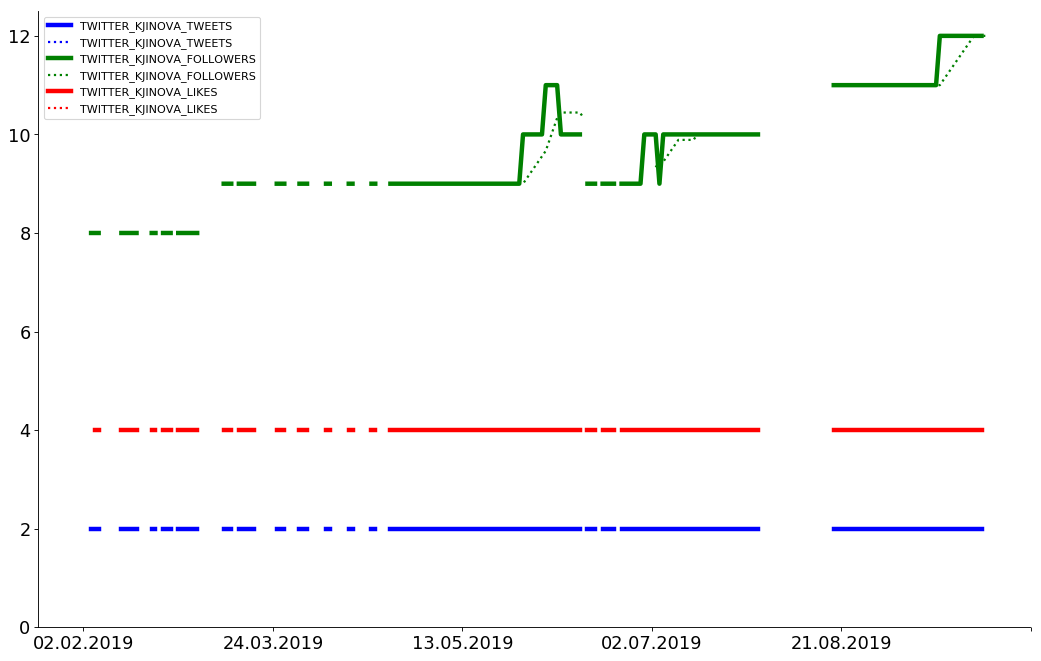 TWITTER_KJINOVA_TWEETS
TWITTER_KJINOVA_TWEETS
TWITTER_KJINOVA_FOLLOWERS
TWITTER_KJINOVA_FOLLOWERS
TWITTER_KJINOVA_LIKES
TWITTER_KJINOVA_LIKES
12
10
8
6
4
2
0
02.02.2019 24.03.2019 13.05.2019 02.07.2019 21.08.2019